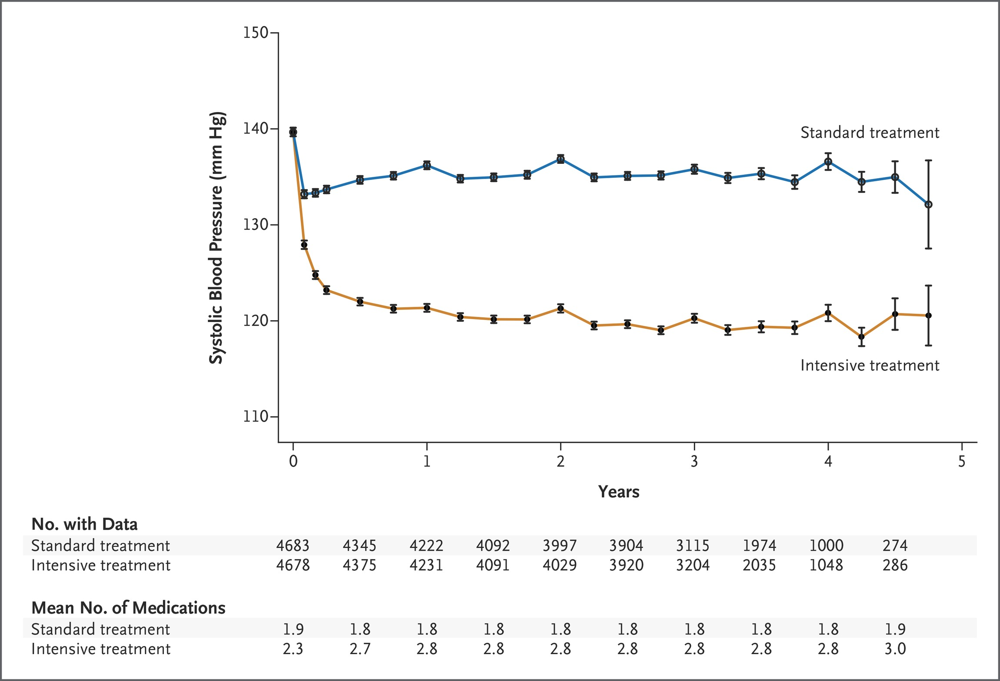 150
140
130
120
110
Systolic Blood Pressure (mm Hg)
Standard treatment
Intensive treatment
0 1 2 3 4 5
Years
No. with Data
Standard treatment 4683 4345 4222 4092 3997 3904 3115 1974 1000 274
Intensive treatment 4678 4375 4231 4091 4029 3920 3204 2035 1048 286
Mean No. of Medications
Standard treatment 1.9 1.8 1.8 1.8 1.8 1.8 1.8 1.8 1.8 1.9
Intensive treatment 2.3 2.7 2.8 2.8 2.8 2.8 2.8 2.8 2.8 3.0